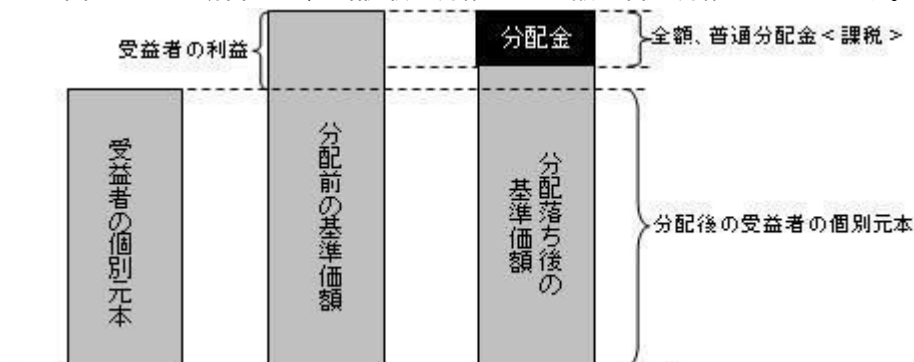 受益者の利益
分配金
全額、普通分配金＜課税＞
受益者の個別元本
分配前の基準価額
分配落ち後の
基準価額
分配後の受益者の個別元本